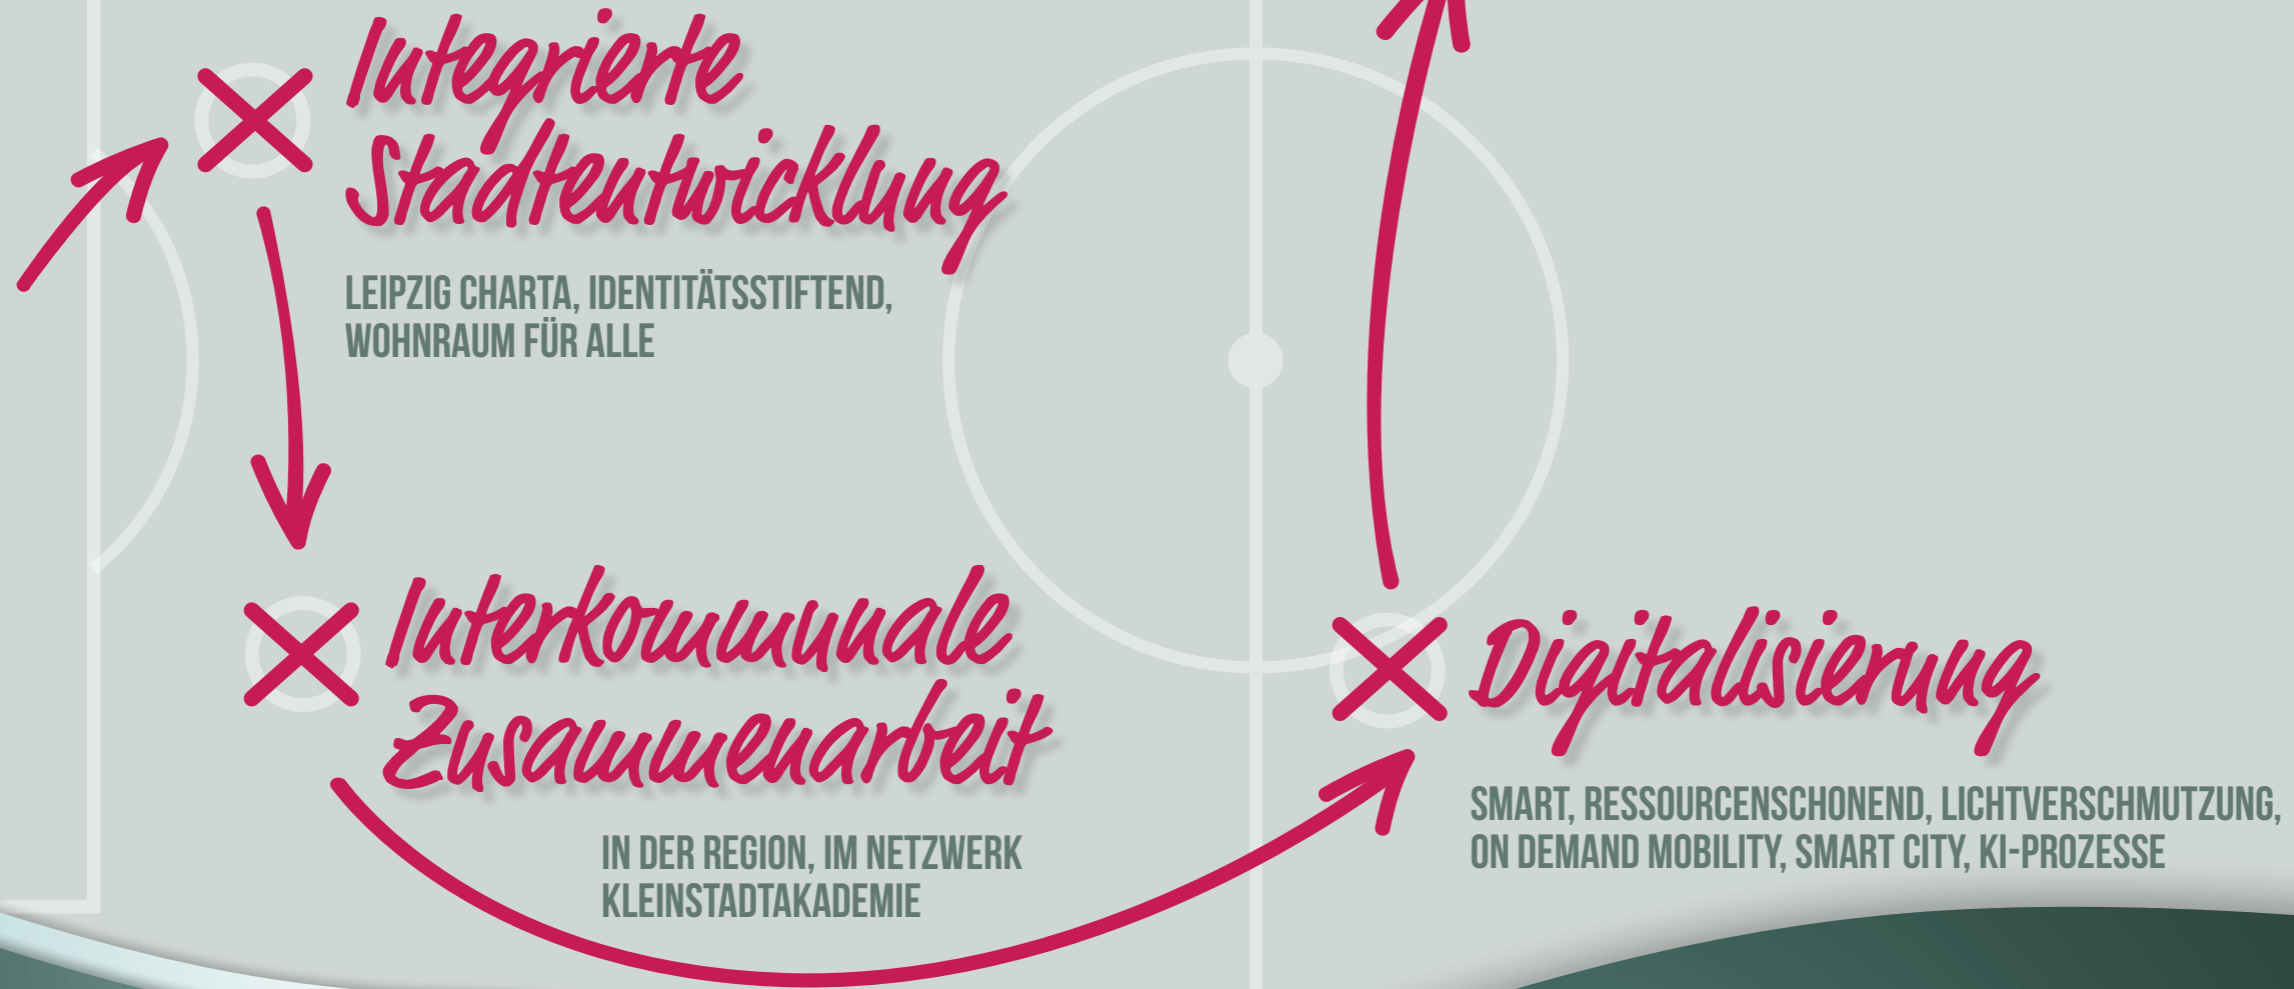 Integrierte
Stadtentwicklung
LEIPZIG CHARTA, IDENTITÄTSSTIFTEND,
WOHNRAUM FÜR ALLE
Interkommunale
Zusammenarbeit
IN DER REGION, IM NETZWERK
KLEINSTADTAKADEMIE
Digitalisierung
SMART, RESSOURCENSCHONEND, LICHTVERSCHMUTZUNG,
ON DEMAND MOBILITY, SMART CITY, KI-PROZESSE